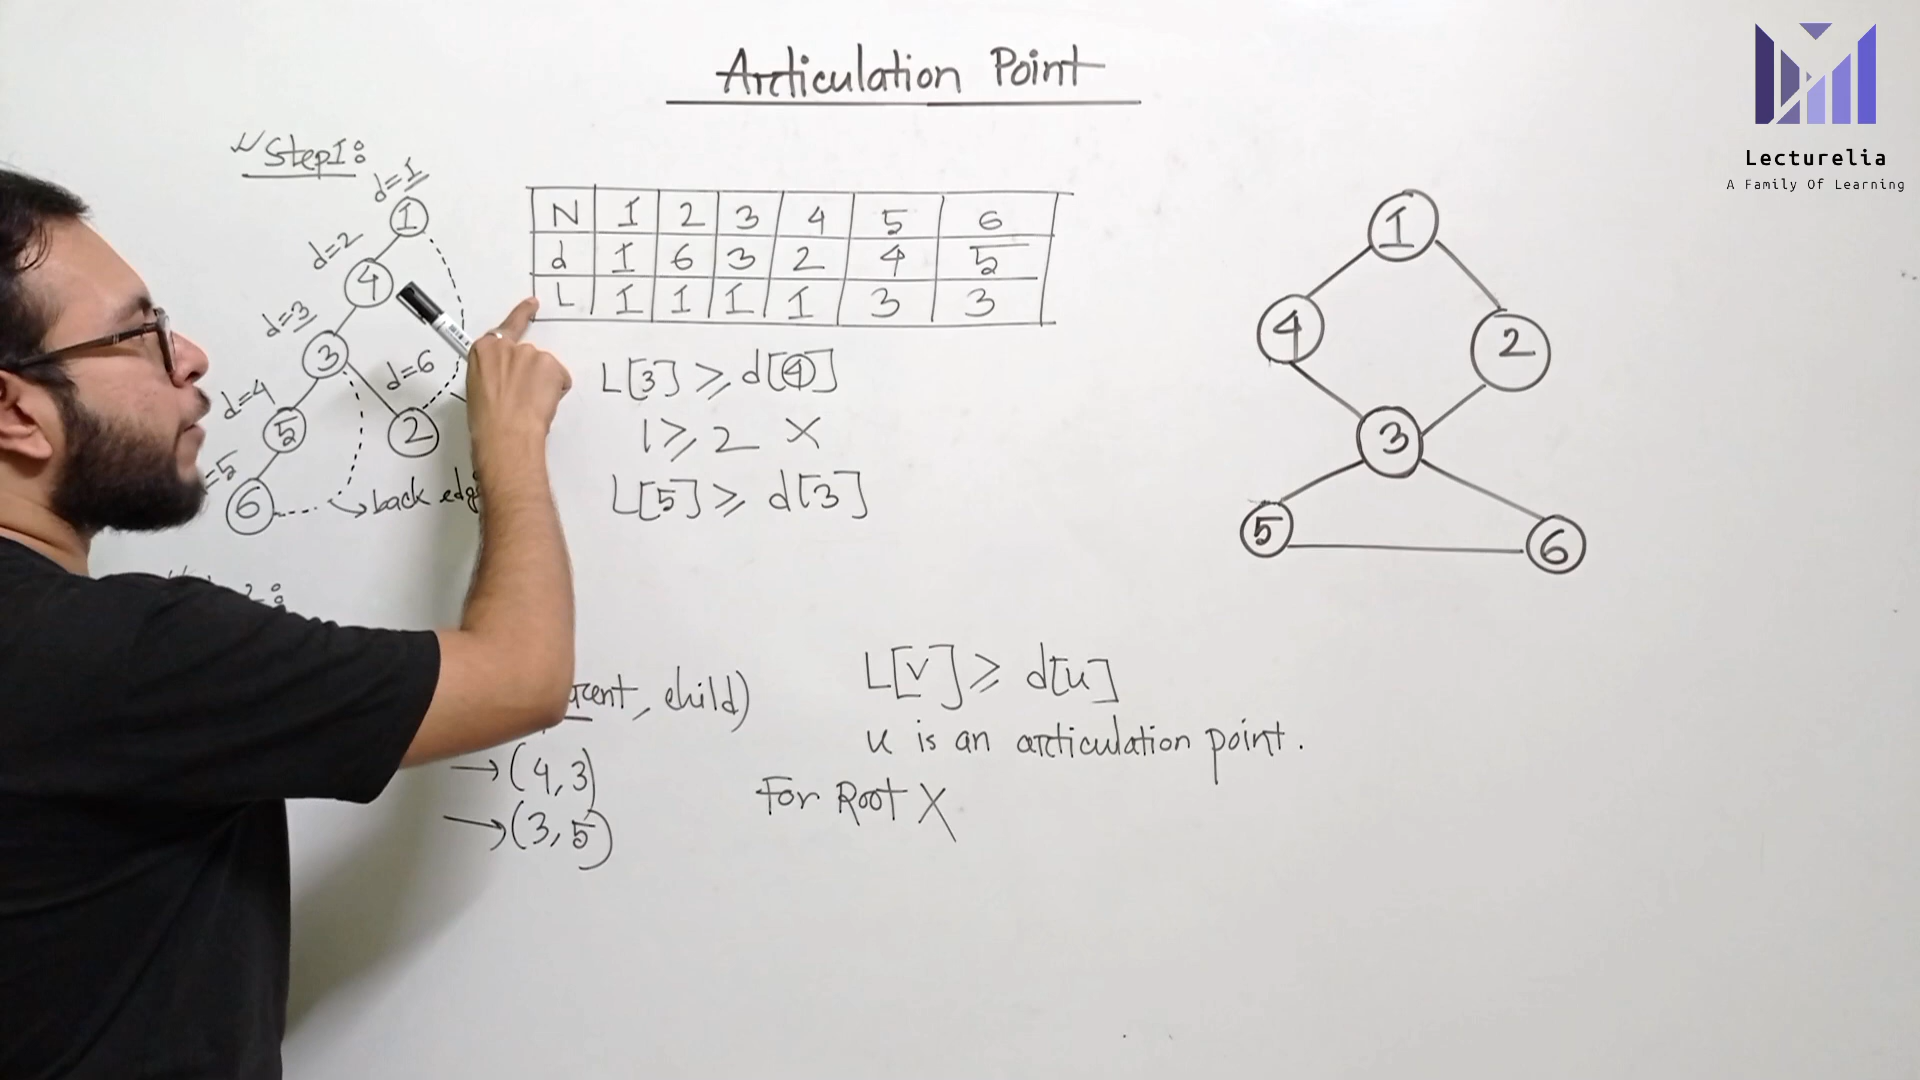 Articulation Point
Lecturelia
A Family Of Learning
Step1:
d=1
1
d=2
4
d=3
3
d=6
d=4
5
2
=5
6
back edge
N 1 2 3 4 5 6
d 1 6 3 2 4 5
L 1 1 1 1 3 3
L[3] ≥ d[4]
1 ≥ 2 X
L[5] ≥ d[3]
1
4
2
3
5
6
2:
, child)
→(4,3)
→(3,5)
L[v] ≥ d[u]
u is an articulation point.
For Root X